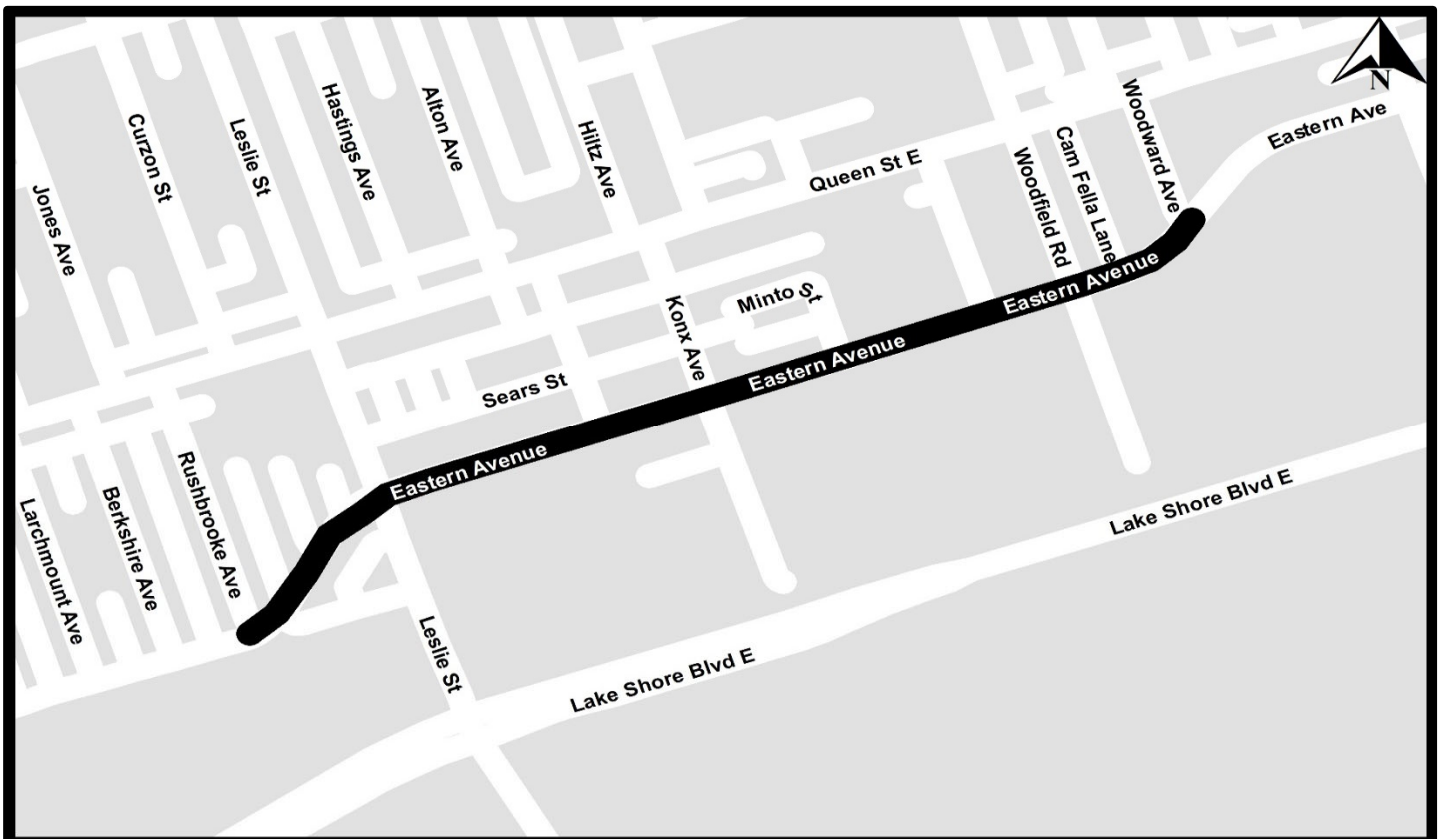 N
Woodward Ave
Eastern Ave
Hastings Ave
Alton Ave
Curzon St
Leslie St
Hiltz Ave
Cam Fella Lane
Queen St E
Woodfield Rd
Jones Ave
Eastern Avenue
Minto St
Konx Ave
Eastern Avenue
Sears St
Eastern Avenue
Rushbrooke Ave
Berkshire Ave
Larchmount Ave
Lake Shore Blvd E
Leslie St
Lake Shore Blvd E